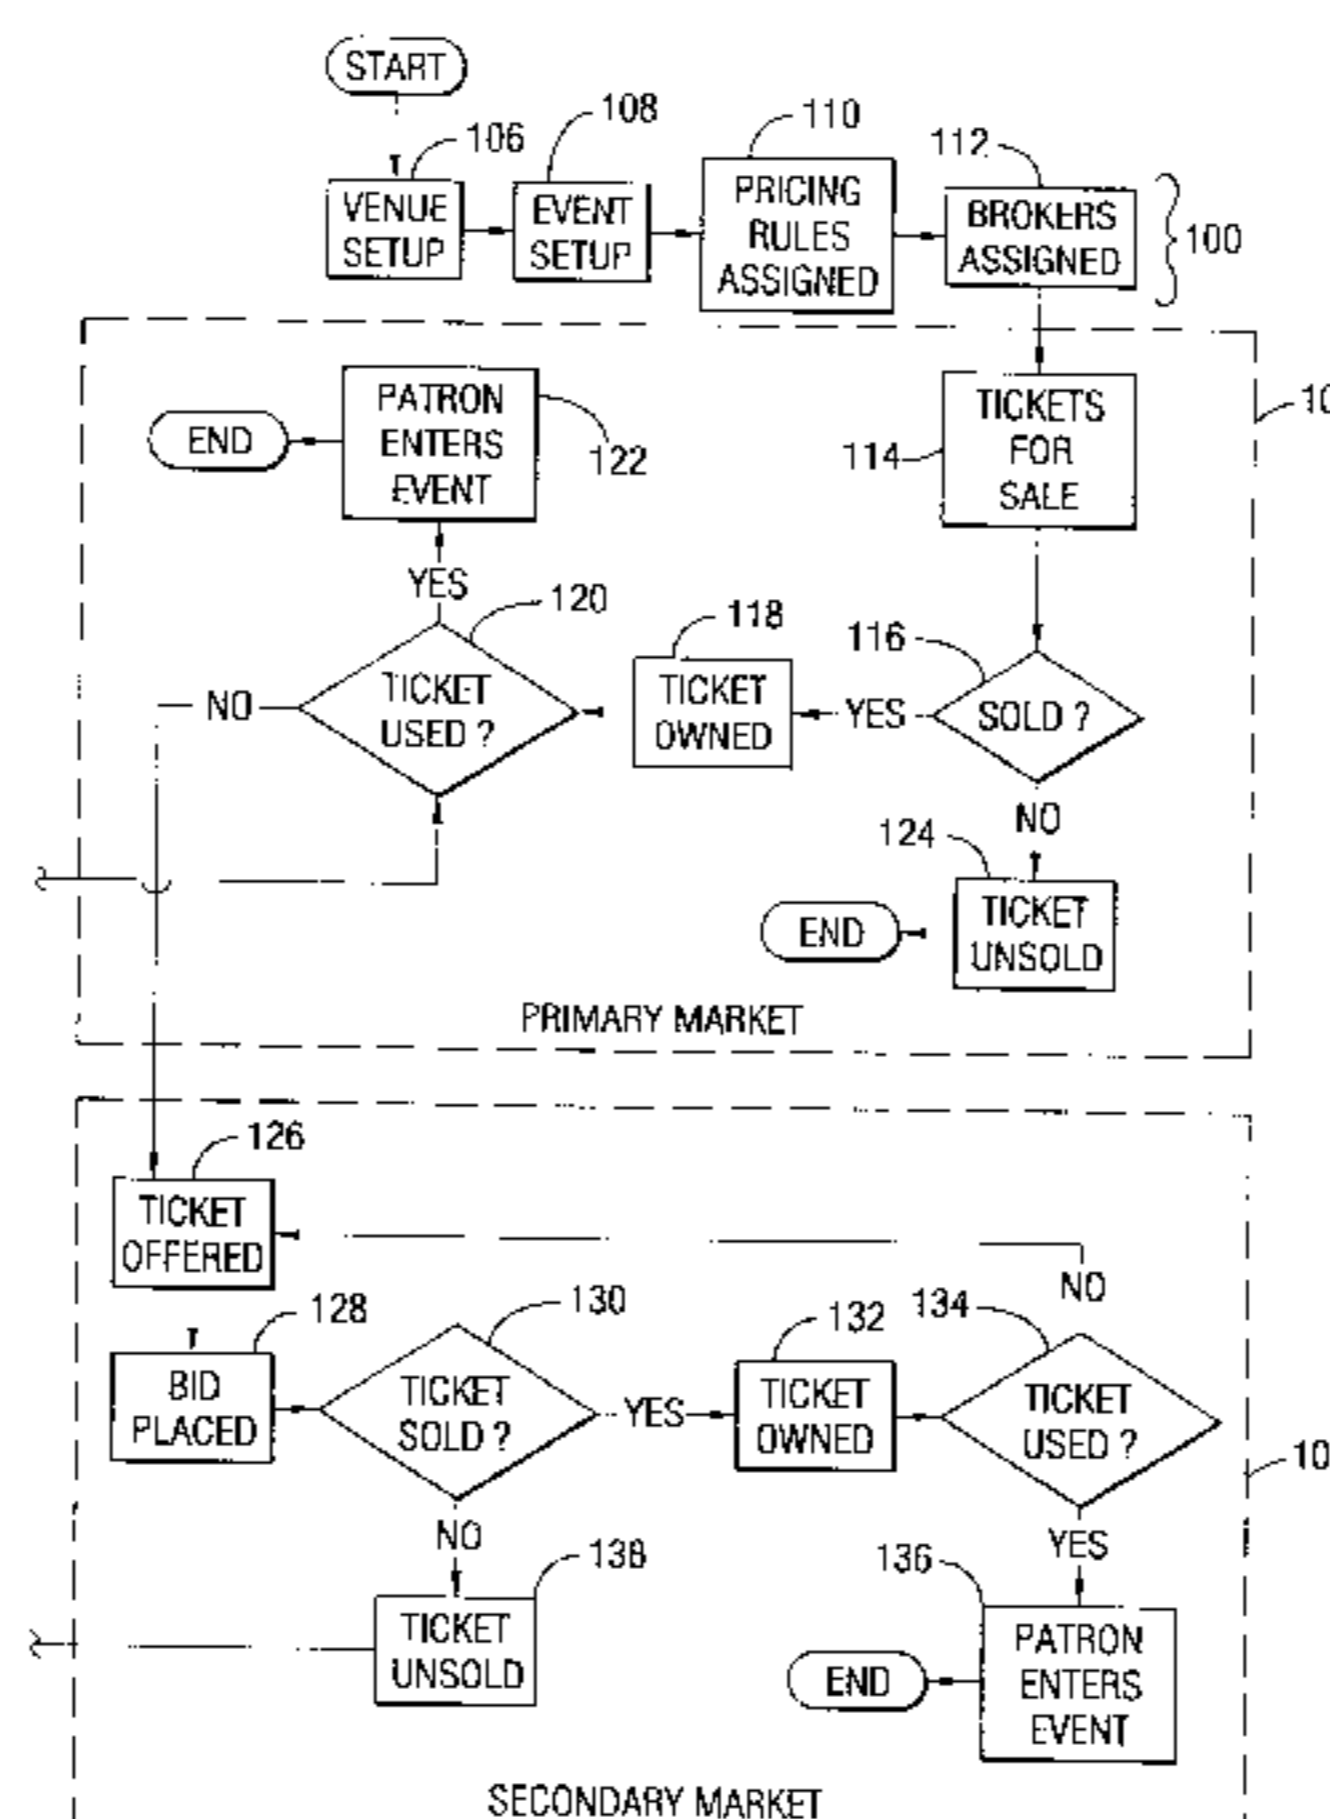 START
106
108
110
112
VENUE
SETUP
EVENT
SETUP
PRICING
RULES
ASSIGNED
BROKERS
ASSIGNED
100
PATRON
ENTERS
EVENT
END
122
TICKETS
FOR
SALE
114
10
YES
120
118
116
NO
TICKET
USED ?
TICKET
OWNED
YES
SOLD ?
NO
124
TICKET
UNSOLD
END
PRIMARY MARKET
126
TICKET
OFFERED
NO
128
130
132
134
BID
PLACED
TICKET
SOLD ?
YES
TICKET
OWNED
TICKET
USED ?
10
NO
YES
138
136
TICKET
UNSOLD
END
PATRON
ENTERS
EVENT
SECONDARY MARKET